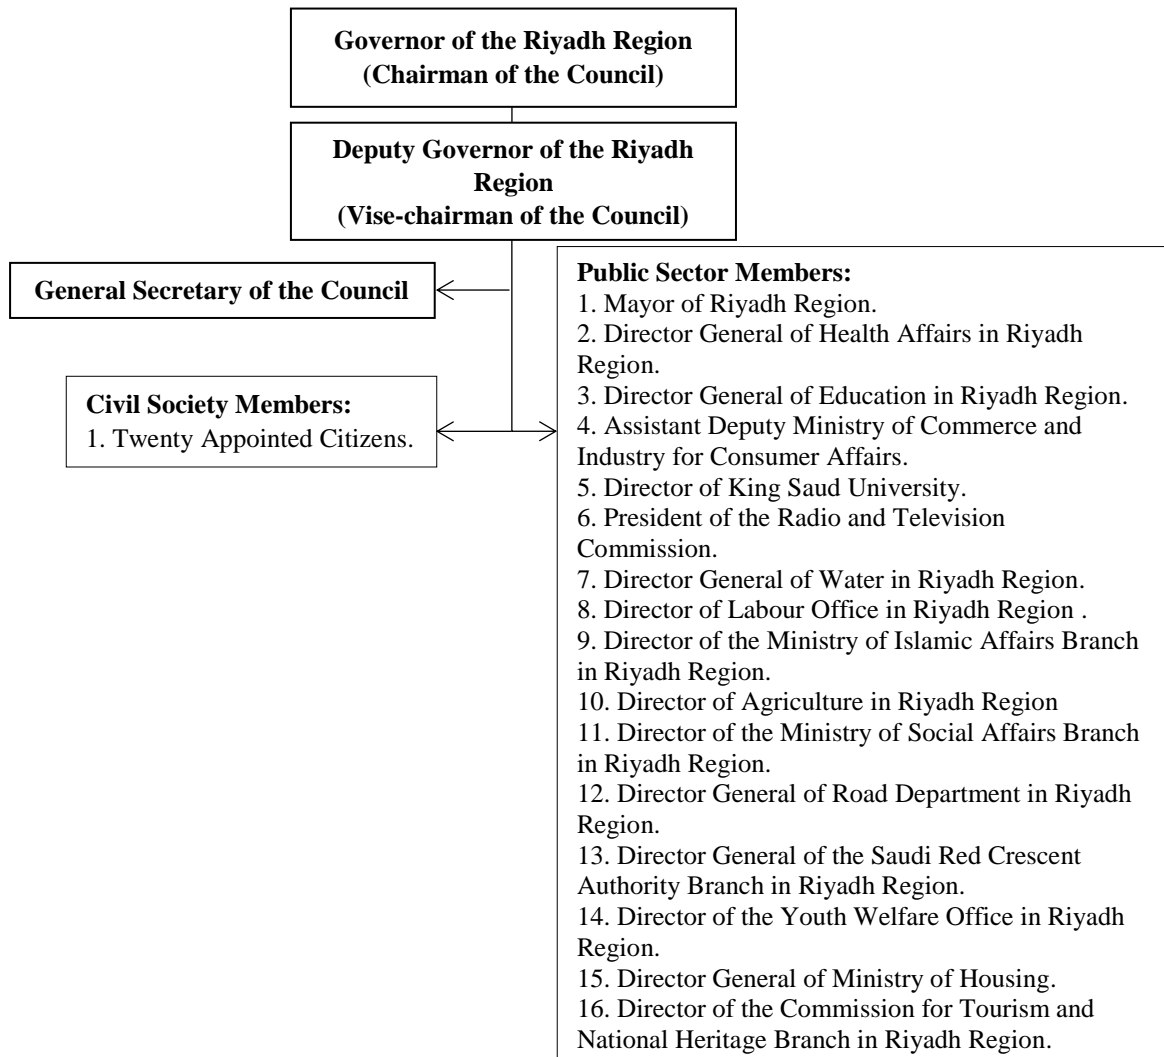 Governor of the Riyadh Region
(Chairman of the Council)
Deputy Governor of the Riyadh
Region
(Vise-chairman of the Council)
General Secretary of the Council
Civil Society Members:
1. Twenty Appointed Citizens.
Public Sector Members:
1. Mayor of Riyadh Region.
2. Director General of Health Affairs in Riyadh
Region.
3. Director General of Education in Riyadh Region.
4. Assistant Deputy Ministry of Commerce and
Industry for Consumer Affairs.
5. Director of King Saud University.
6. President of the Radio and Television
Commission.
7. Director General of Water in Riyadh Region.
8. Director of Labour Office in Riyadh Region .
9. Director of the Ministry of Islamic Affairs Branch
in Riyadh Region.
10. Director of Agriculture in Riyadh Region
11. Director of the Ministry of Social Affairs Branch
in Riyadh Region.
12. Director General of Road Department in Riyadh
Region.
13. Director General of the Saudi Red Crescent
Authority Branch in Riyadh Region.
14. Director of the Youth Welfare Office in Riyadh
Region.
15. Director General of Ministry of Housing.
16. Director of the Commission for Tourism and
National Heritage Branch in Riyadh Region.